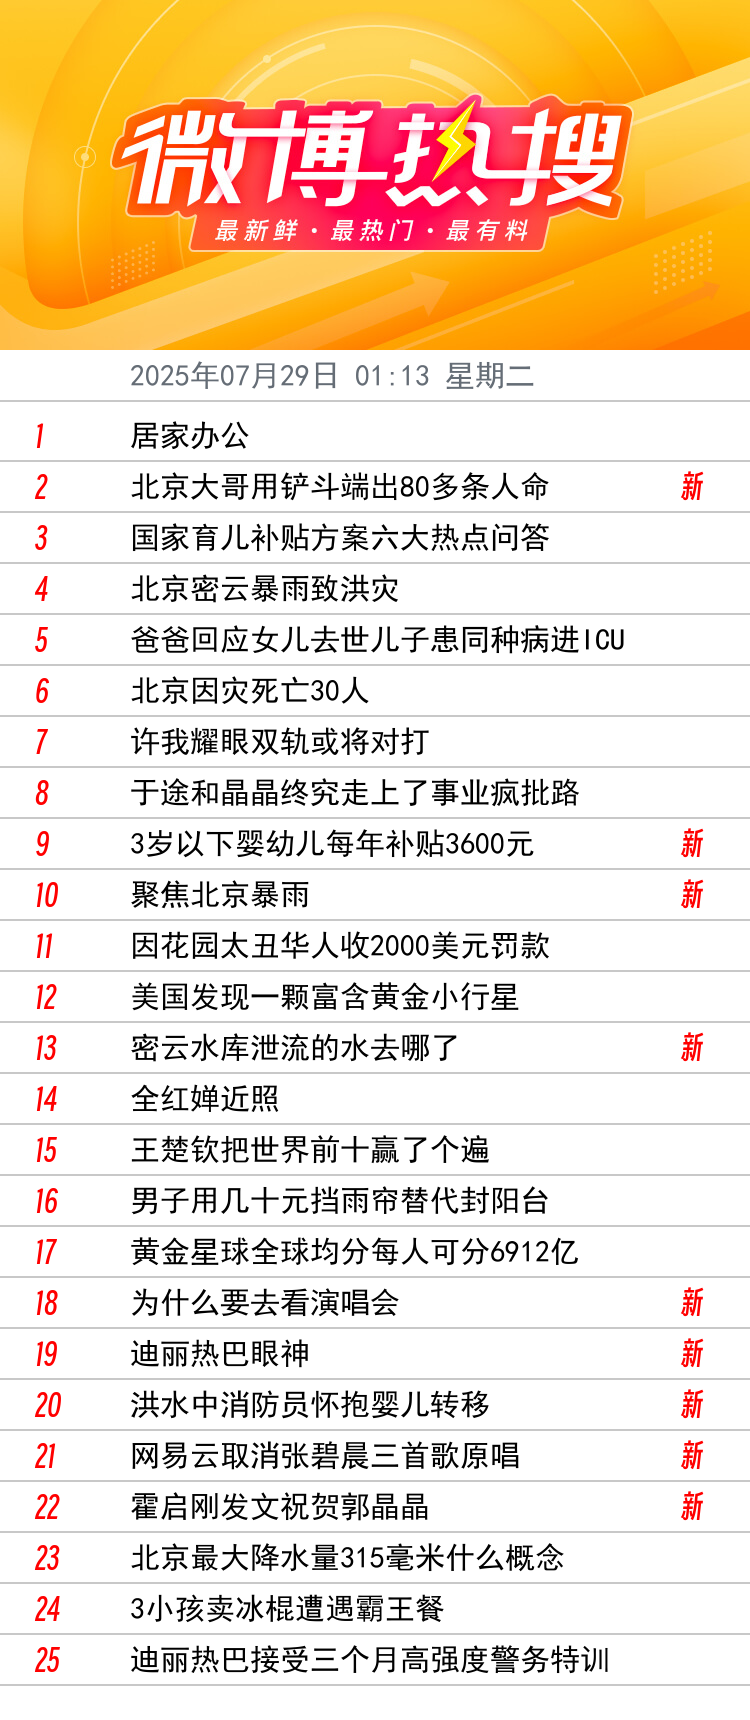 微博热搜
最新鲜·最热门·最有料
2025年07月29日 01:13 星期二
1 居家办公
2 北京大哥用铲斗端出80多条人命 新
3 国家育儿补贴方案六大热点问答
4 北京密云暴雨致洪灾
5 爸爸回应女儿去世儿子患同种病进ICU
6 北京因灾死亡30人
7 许我耀眼双轨或将对打
8 于途和晶晶终究走上了事业疯批路
9 3岁以下婴幼儿每年补贴3600元 新
10 聚焦北京暴雨 新
11 因花园太丑华人收2000美元罚款
12 美国发现一颗富含黄金小行星
13 密云水库泄流的水去哪了 新
14 全红婵近照
15 王楚钦把世界前十赢了个遍
16 男子用几十元挡雨帘替代封阳台
17 黄金星球全球均分每人可分6912亿
18 为什么要去看演唱会 新
19 迪丽热巴眼神 新
20 洪水中消防员怀抱婴儿转移 新
21 网易云取消张碧晨三首歌原唱 新
22 霍启刚发文祝贺郭晶晶 新
23 北京最大降水量315毫米什么概念
24 3小孩卖冰棍遭遇霸王餐
25 迪丽热巴接受三个月高强度警务特训